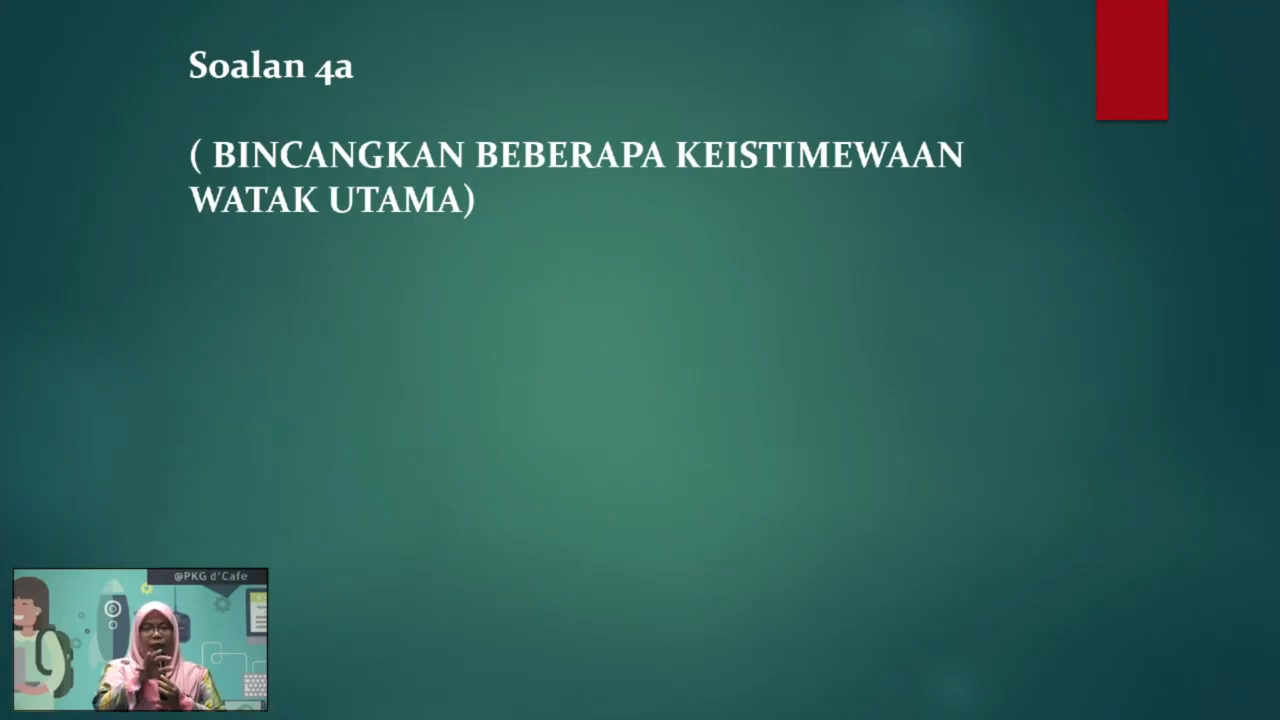 Soalan 4a
( BINCANGKAN BEBERAPA KEISTIMEWAAN
WATAK UTAMA)
@PKG d'Cafe